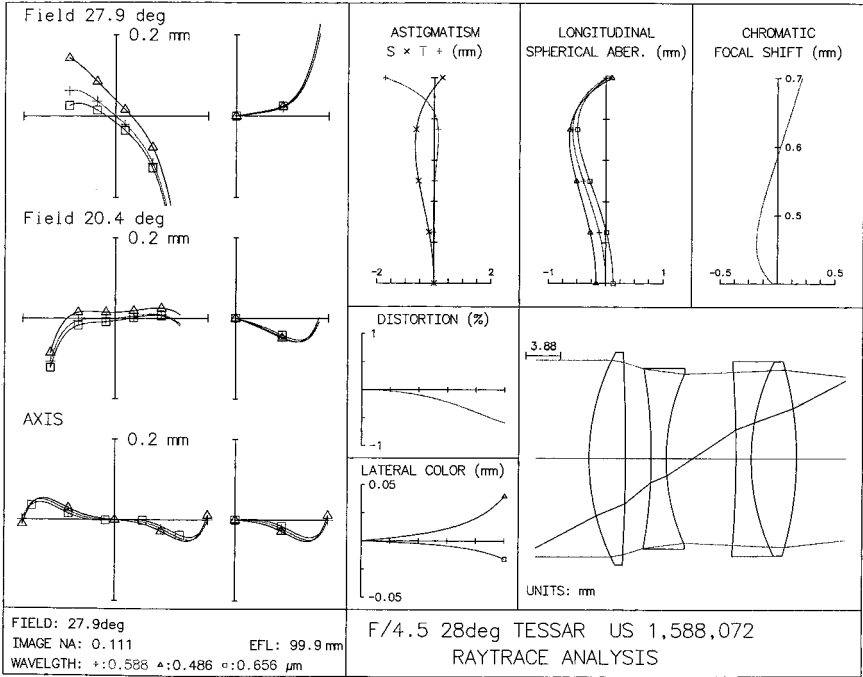 Field 27.9 deg
0.2 mm
Field 20.4 deg
0.2 mm
AXIS
0.2 mm
ASTIGMATISM
S × T + (mm)
-2 0 2
LONGITUDINAL
SPHERICAL ABER. (mm)
-1 0 1
CHROMATIC
FOCAL SHIFT (mm)
0.7
0.6
0.5
-0.5 0.5
DISTORTION (%)
1
-1
LATERAL COLOR (mm)
0.05
-0.05
3.88
UNITS: mm
FIELD: 27.9deg
IMAGE NA: 0.111 EFL: 99.9 mm
WAVELGTH: +:0.588 ▵:0.486 ▫:0.656 µm
F/4.5 28deg TESSAR US 1,588,072
RAYTRACE ANALYSIS